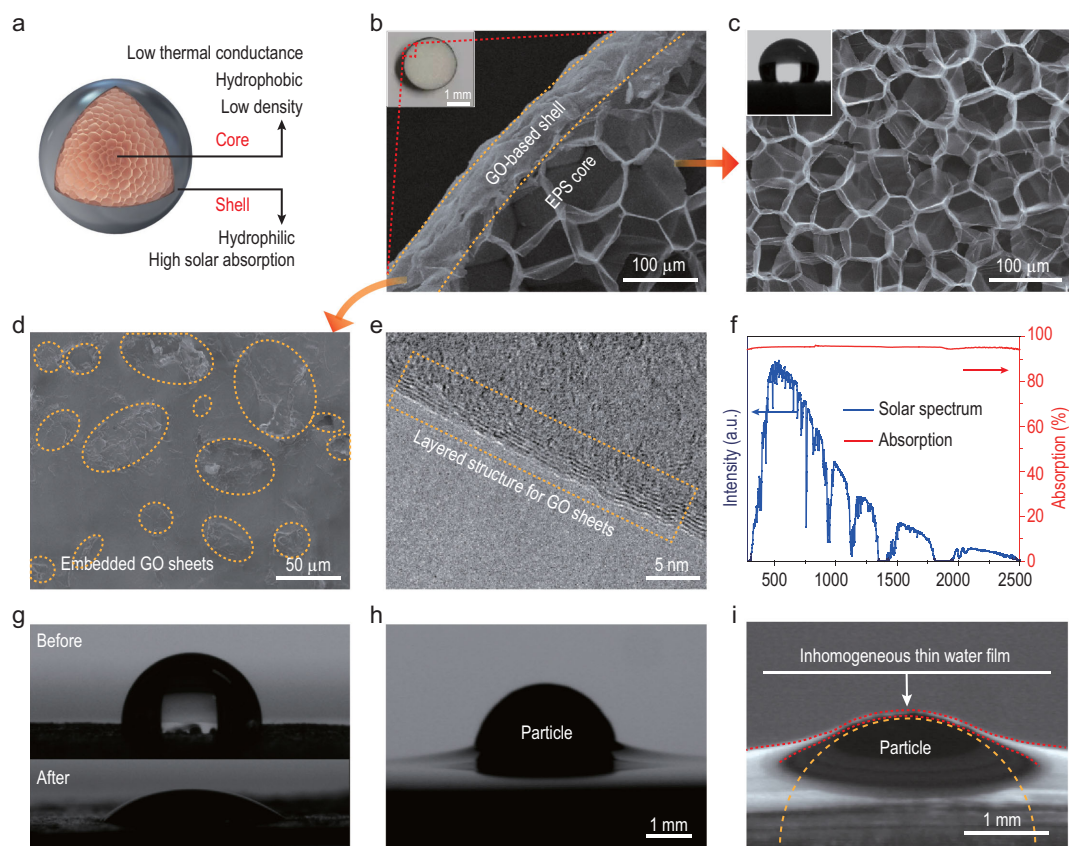 a
Low thermal conductance
Hydrophobic
Low density
Core
Shell
Hydrophilic
High solar absorption
b
1 mm
GO-based shell
EPS core
100 μm
c
100 μm
d
Embedded GO sheets
50 μm
e
Layered structure for GO sheets
5 nm
f
Intensity (a.u.)
Solar spectrum
Absorption
Absorption (%)
100
80
60
40
20
0
500
1000
1500
2000
2500
g
Before
After
h
Particle
1 mm
i
Inhomogeneous thin water film
Particle
1 mm